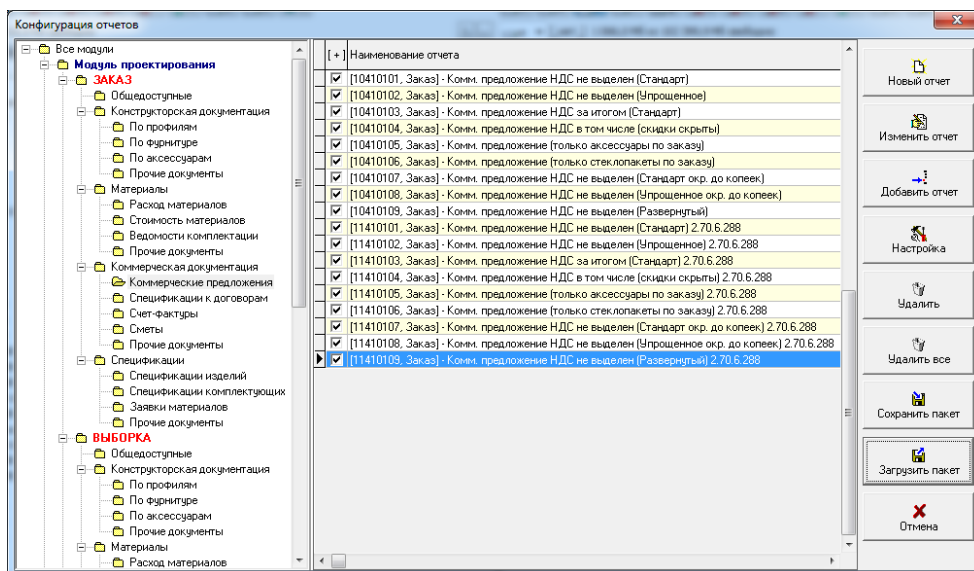 Конфигурация отчетов
Все модули
Модуль проектирования
ЗАКАЗ
Общедоступные
Конструкторская документация
По профилям
По фурнитуре
По аксессуарам
Прочие документы
Материалы
Расход материалов
Стоимость материалов
Ведомости комплектации
Прочие документы
Коммерческая документация
Коммерческие предложения
Спецификации к договорам
Счет-фактуры
Сметы
Прочие документы
Спецификации
Спецификации изделий
Спецификации комплектующих
Заявки материалов
Прочие документы
ВЫБОРКА
Общедоступные
Конструкторская документация
По профилям
По фурнитуре
По аксессуарам
Прочие документы
Материалы
Расход материалов
[ + ] Наименование отчета
[10410101, Заказ] - Комм. предложение НДС не выделен (Стандарт)
[10410102, Заказ] - Комм. предложение НДС не выделен (Упрощенное)
[10410103, Заказ] - Комм. предложение НДС за итогом (Стандарт)
[10410104, Заказ] - Комм. предложение НДС в том числе (скидки скрыты)
[10410105, Заказ] - Комм. предложение (только аксессуары по заказу)
[10410106, Заказ] - Комм. предложение (только стеклопакеты по заказу)
[10410107, Заказ] - Комм. предложение НДС не выделен (Стандарт окр. до копеек)
[10410108, Заказ] - Комм. предложение НДС не выделен (Упрощенное окр. до копеек)
[10410109, Заказ] - Комм. предложение НДС не выделен (Развернутый)
[11410101, Заказ] - Комм. предложение НДС не выделен (Стандарт) 2.70.6.288
[11410102, Заказ] - Комм. предложение НДС не выделен (Упрощенное) 2.70.6.288
[11410103, Заказ] - Комм. предложение НДС за итогом (Стандарт) 2.70.6.288
[11410104, Заказ] - Комм. предложение НДС в том числе (скидки скрыты) 2.70.6.288
[11410105, Заказ] - Комм. предложение (только аксессуары по заказу) 2.70.6.288
[11410106, Заказ] - Комм. предложение (только стеклопакеты по заказу) 2.70.6.288
[11410107, Заказ] - Комм. предложение НДС не выделен (Стандарт окр. до копеек) 2.70.6.288
[11410108, Заказ] - Комм. предложение НДС не выделен (Упрощенное окр. до копеек) 2.70.6.288
[11410109, Заказ] - Комм. предложение НДС не выделен (Развернутый) 2.70.6.288
Новый отчет
Изменить отчет
Добавить отчет
Настройка
Удалить
Удалить все
Сохранить пакет
Загрузить пакет
Отмена